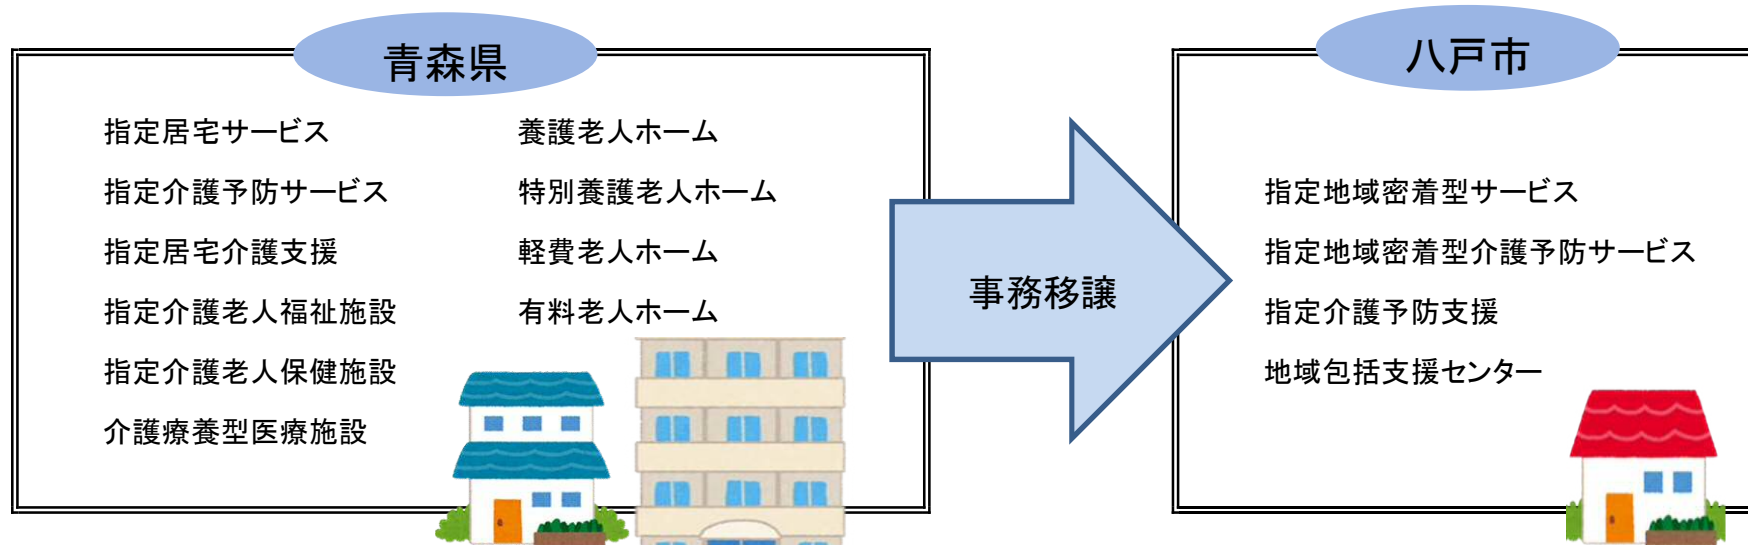 青森県
指定居宅サービス
指定介護予防サービス
指定居宅介護支援
指定介護老人福祉施設
指定介護老人保健施設
介護療養型医療施設
養護老人ホーム
特別養護老人ホーム
軽費老人ホーム
有料老人ホーム
事務移譲
八戸市
指定地域密着型サービス
指定地域密着型介護予防サービス
指定介護予防支援
地域包括支援センター